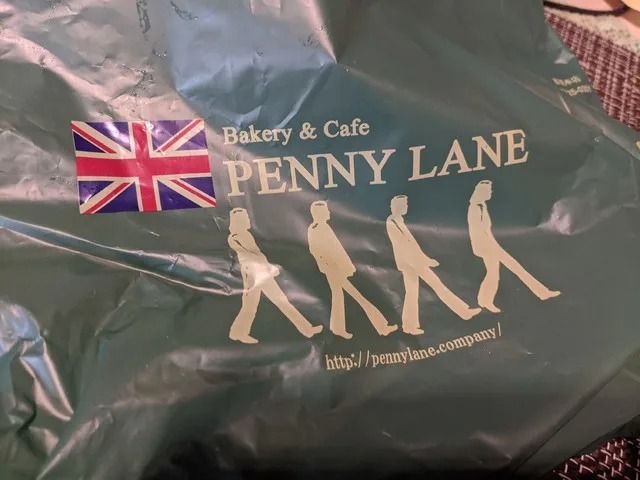 Bakery & Cafe
PENNY LANE
http://pennylane.company/